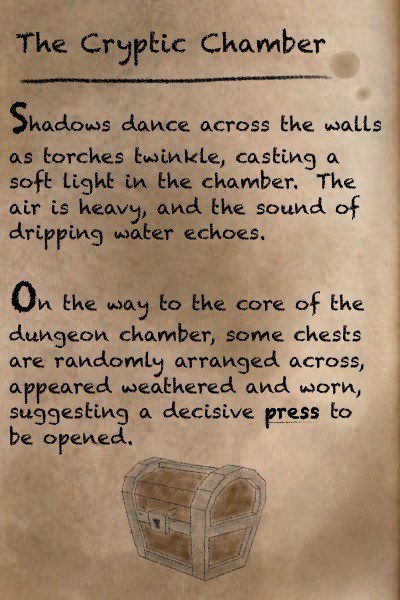 The Cryptic Chamber
Shadows dance across the walls
as torches twinkle, casting a
soft light in the chamber. The
air is heavy, and the sound of
dripping water echoes.
On the way to the core of the
dungeon chamber, some chests
are randomly arranged across,
appeared weathered and worn,
suggesting a decisive press to
be opened.